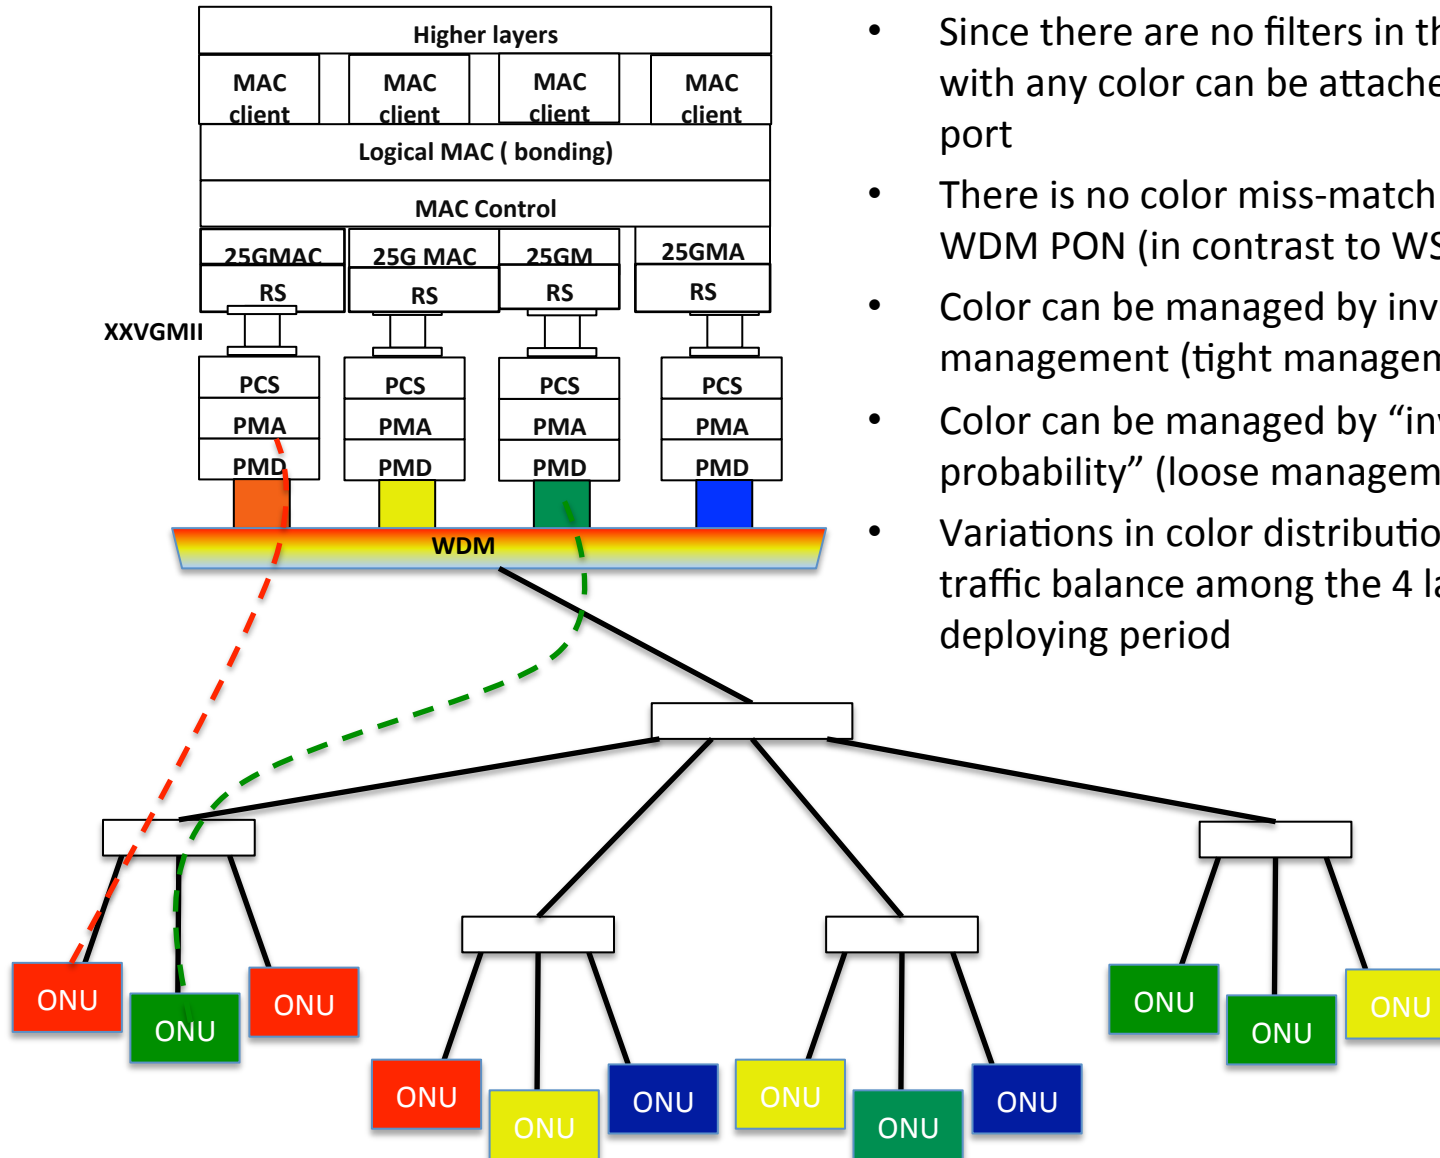 Higher layers
MAC client
MAC client
MAC client
MAC client
Logical MAC ( bonding)
MAC Control
25GMAC
25G MAC
25GM
25GMA
RS
RS
RS
RS
XXVGMII
PCS
PCS
PCS
PCS
PMA
PMA
PMA
PMA
PMD
PMD
PMD
PMD
WDM
• Since there are no filters in th
with any color can be attache
port
• There is no color miss-match
WDM PON (in contrast to WS
• Color can be managed by inv
management (tight managem
• Color can be managed by “inv
probability” (loose managem
• Variations in color distributio
traffic balance among the 4 la
deploying period
ONU
ONU
ONU
ONU
ONU
ONU
ONU
ONU
ONU
ONU
ONU
ONU